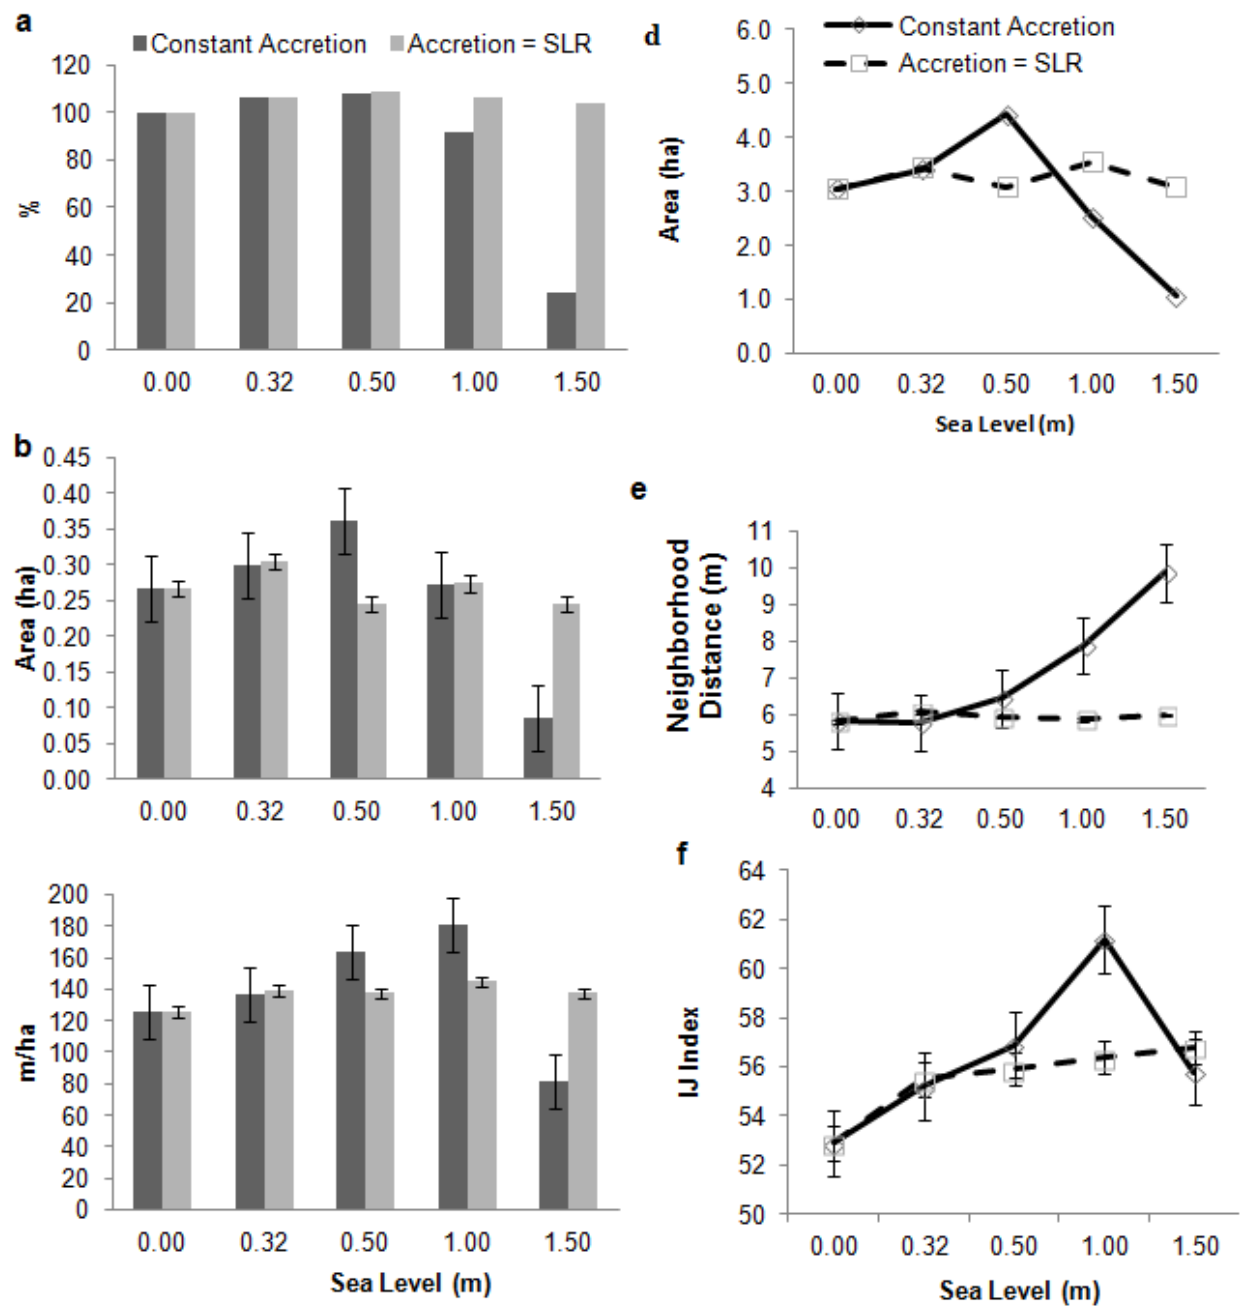 a
Constant Accretion
Accretion = SLR
120
100
80
60
40
20
0
%
0.00 0.32 0.50 1.00 1.50
b
0.45
0.40
0.35
0.30
0.25
0.20
0.15
0.10
0.05
0.00
Area (ha)
0.00 0.32 0.50 1.00 1.50
200
180
160
140
120
100
80
60
40
20
0
m/ha
0.00 0.32 0.50 1.00 1.50
Sea Level (m)
d
Constant Accretion
Accretion = SLR
6.0
5.0
4.0
3.0
2.0
1.0
0.0
Area (ha)
0.00 0.32 0.50 1.00 1.50
Sea Level (m)
e
11
10
9
8
7
6
5
4
Neighborhood
Distance (m)
0.00 0.32 0.50 1.00 1.50
f
64
62
60
58
56
54
52
50
IJ Index
0.00 0.32 0.50 1.00 1.50
Sea Level (m)